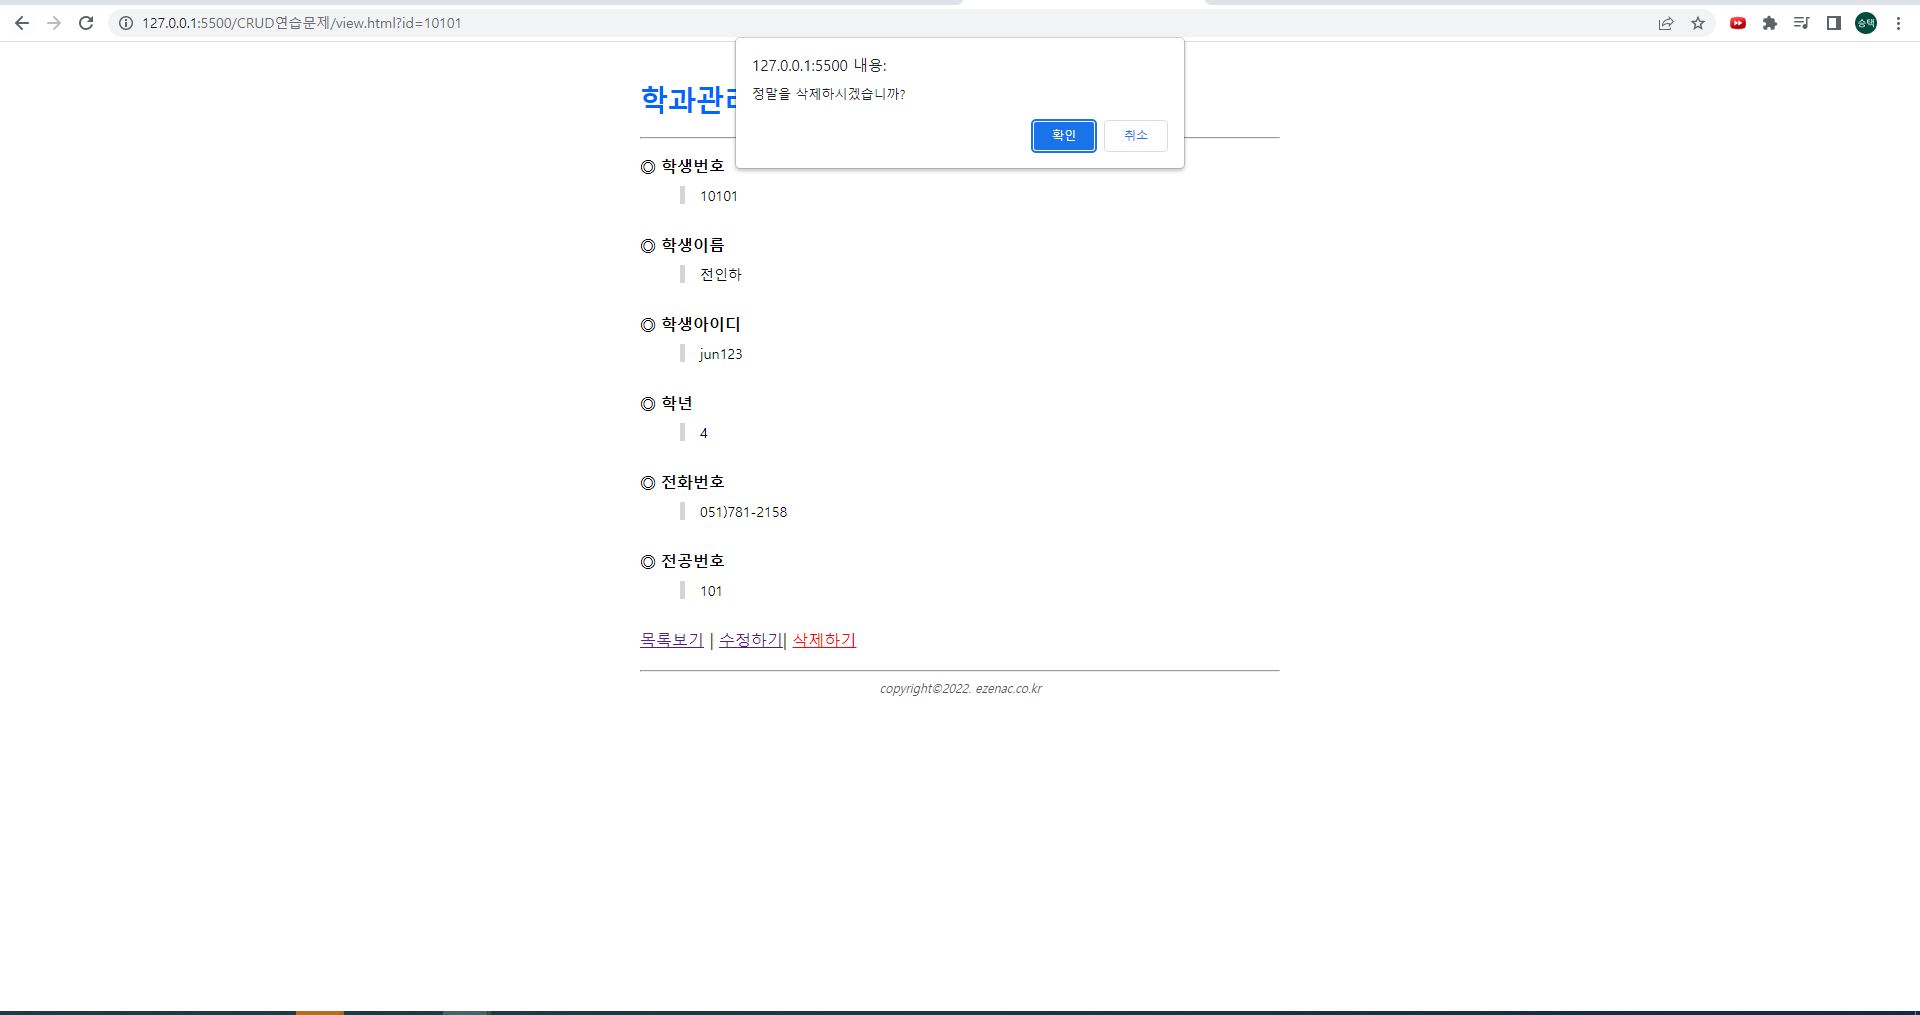 127.0.0.1:5500/CRUD연습문제/view.html?id=10101
승택
127.0.0.1:5500 내용:
정말을 삭제하시겠습니까?
확인 취소
학과관
◎ 학생번호
10101
◎ 학생이름
전인하
◎ 학생아이디
jun123
◎ 학년
4
◎ 전화번호
051)781-2158
◎ 전공번호
101
목록보기 | 수정하기| 삭제하기
copyright©2022. ezenac.co.kr